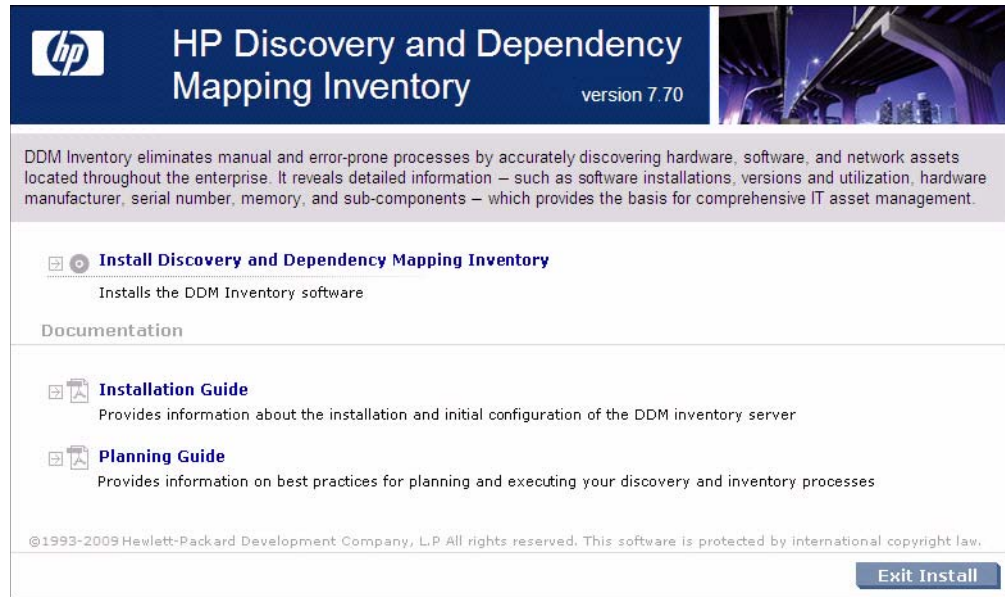 hp
HP Discovery and Dependency
Mapping Inventory
version 7.70
DDM Inventory eliminates manual and error-prone processes by accurately discovering hardware, software, and network assets
located throughout the enterprise. It reveals detailed information – such as software installations, versions and utilization, hardware
manufacturer, serial number, memory, and sub-components – which provides the basis for comprehensive IT asset management.
Install Discovery and Dependency Mapping Inventory
Installs the DDM Inventory software
Documentation
Installation Guide
Provides information about the installation and initial configuration of the DDM inventory server
Planning Guide
Provides information on best practices for planning and executing your discovery and inventory processes
©1993-2009 Hewlett-Packard Development Company, L.P All rights reserved. This software is protected by international copyright law.
Exit Install